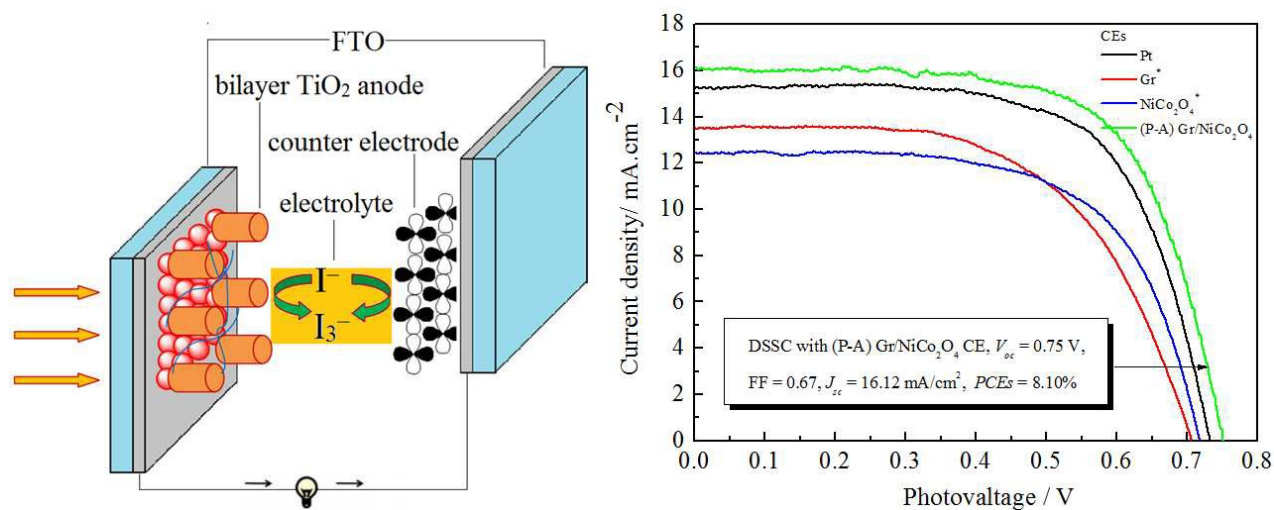 FTO
bilayer TiO₂ anode
counter electrode
electrolyte
I⁻
I₃⁻
18
16
14
12
10
8
6
4
2
0
Current density/ mA.cm⁻²
CEs
Pt
Gr*
NiCo₂O₄*
(P-A) Gr/NiCo₂O₄
DSSC with (P-A) Gr/NiCo₂O₄ CE, Voc = 0.75 V,
FF = 0.67, Jsc = 16.12 mA/cm², PCEs = 8.10%
0.0 0.1 0.2 0.3 0.4 0.5 0.6 0.7 0.8
Photovaltage / V